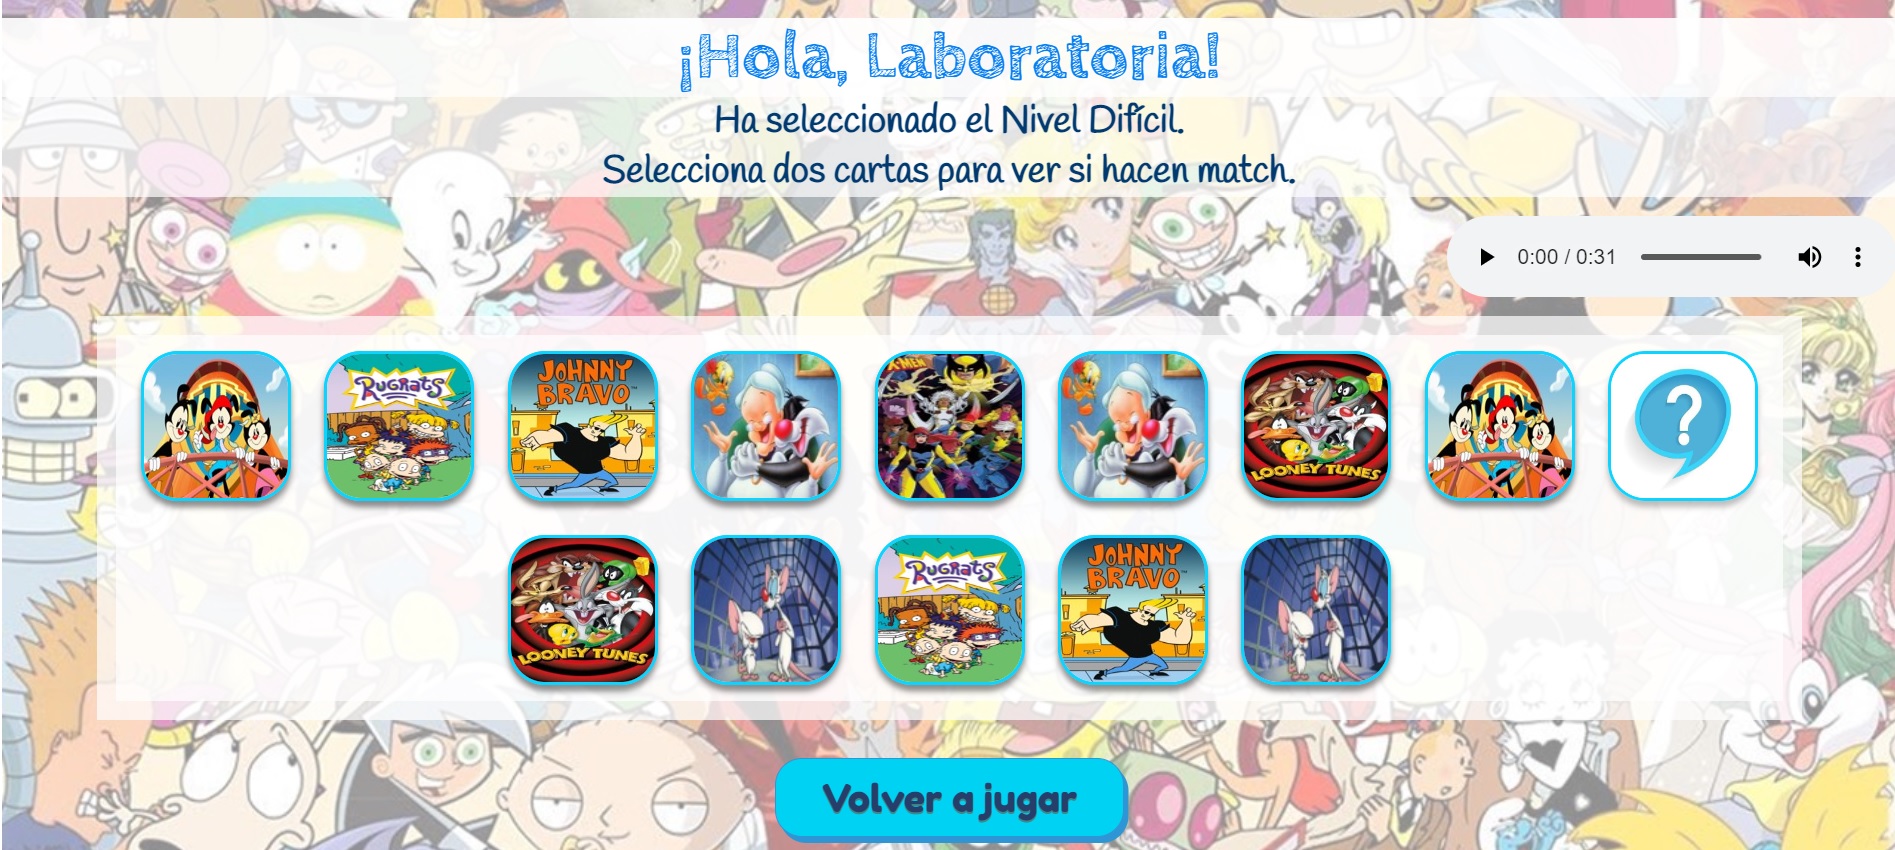 ¡Hola, Laboratoria!
Ha seleccionado el Nivel Difícil.
Selecciona dos cartas para ver si hacen match.
0:00 / 0:31
RUGRATS
JOHNNY BRAVO
X-MEN
LOONEY TUNES
?
LOONEY TUNES
RUGRATS
JOHNNY BRAVO
Volver a jugar